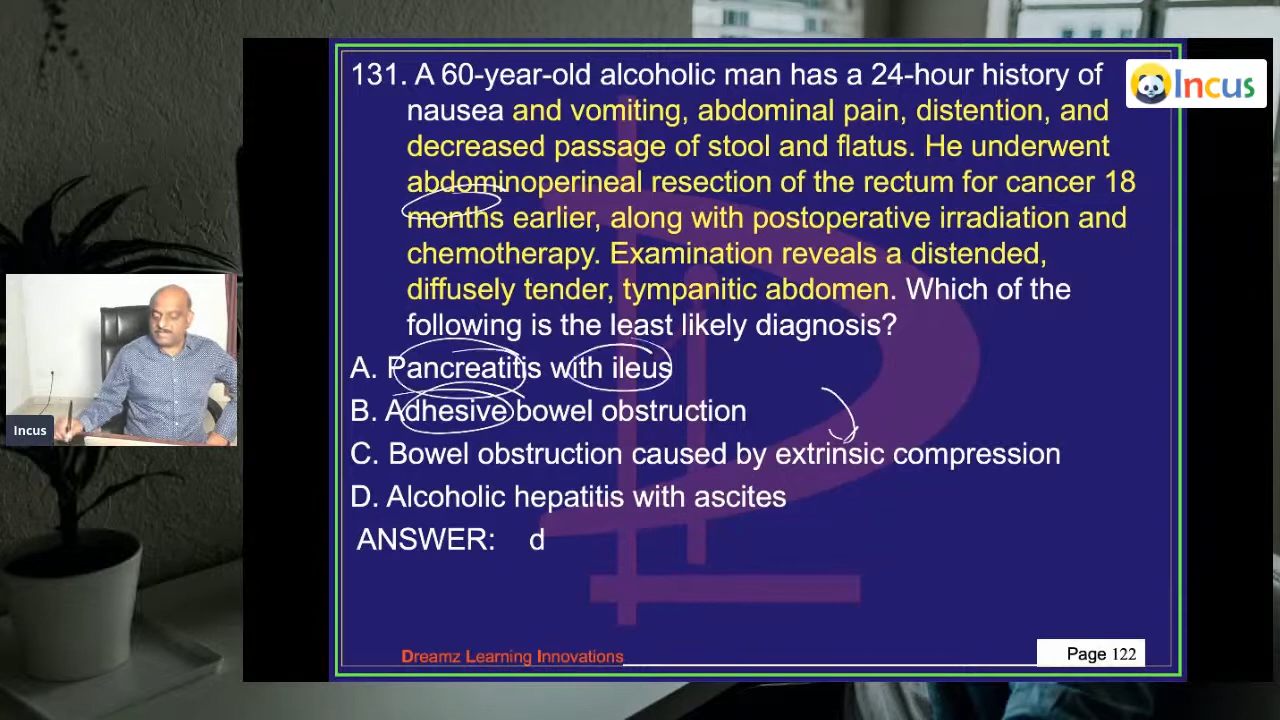 131. A 60-year-old alcoholic man has a 24-hour history of
nausea and vomiting, abdominal pain, distention, and
decreased passage of stool and flatus. He underwent
abdominoperineal resection of the rectum for cancer 18
months earlier, along with postoperative irradiation and
chemotherapy. Examination reveals a distended,
diffusely tender, tympanitic abdomen. Which of the
following is the least likely diagnosis?
A. Pancreatitis with ileus
B. Adhesive bowel obstruction
C. Bowel obstruction caused by extrinsic compression
D. Alcoholic hepatitis with ascites
ANSWER: d
Dreamz Learning Innovations
Page 122
Incus
Incus